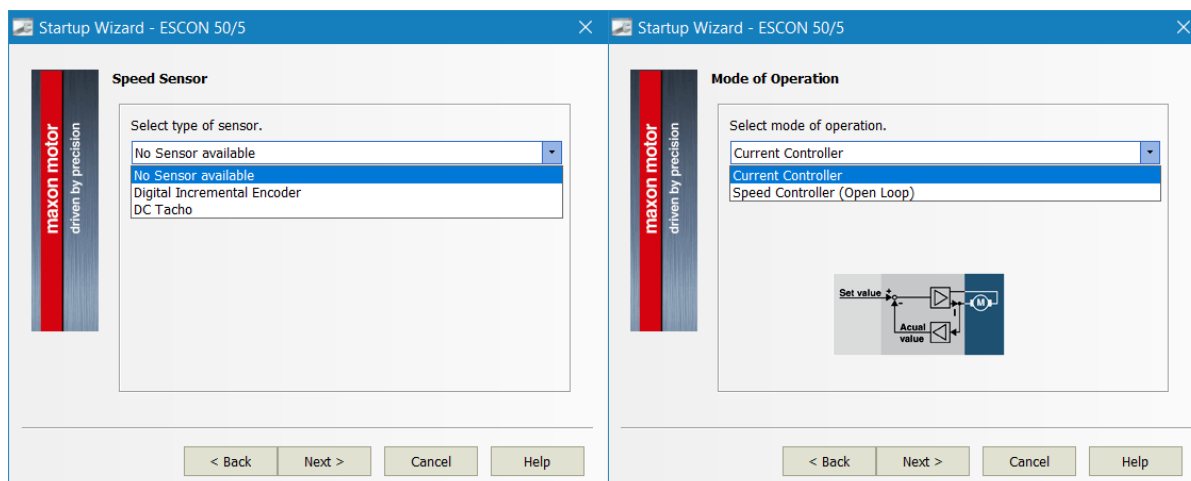 Startup Wizard - ESCON 50/5
Speed Sensor
maxon motor
driven by precision
Select type of sensor.
No Sensor available
No Sensor available
Digital Incremental Encoder
DC Tacho
< Back
Next >
Cancel
Help
Startup Wizard - ESCON 50/5
Mode of Operation
maxon motor
driven by precision
Select mode of operation.
Current Controller
Current Controller
Speed Controller (Open Loop)
Set value
+
-
M
I
Acual
value
< Back
Next >
Cancel
Help